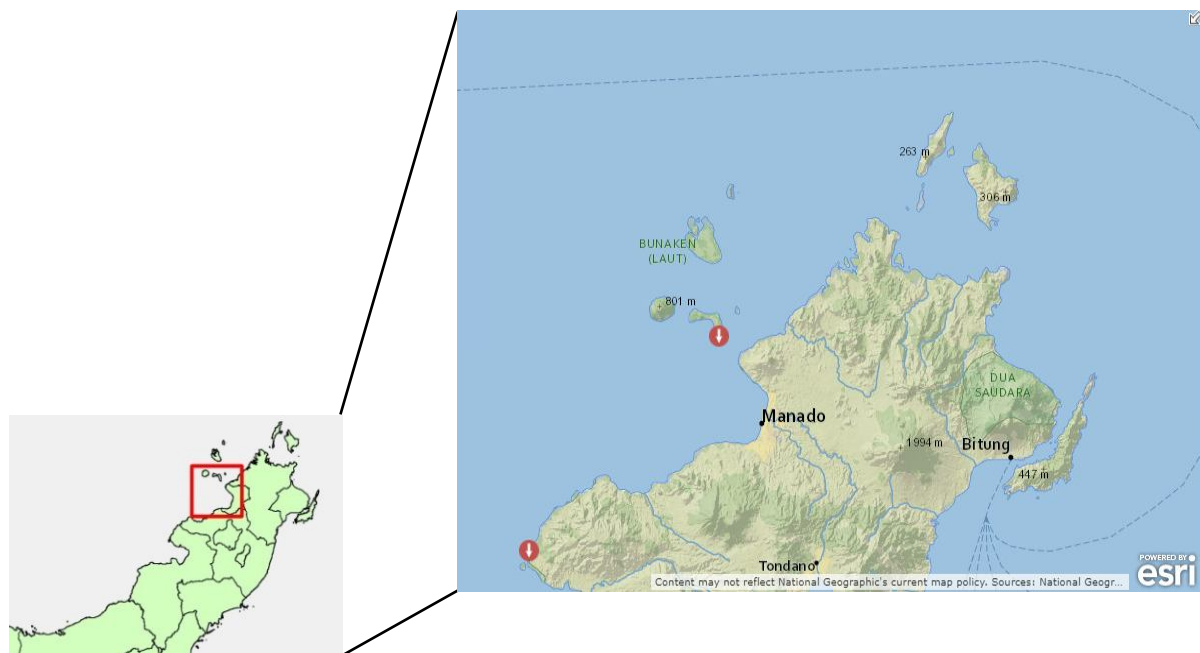 263 m
306 m
BUNAKEN
(LAUT)
801 m
DUA
SAUDARA
Manado
1994 m
Bitung
447 m
Tondano
POWERED BY
esri
Content may not reflect National Geographic's current map policy. Sources: National Geogr...